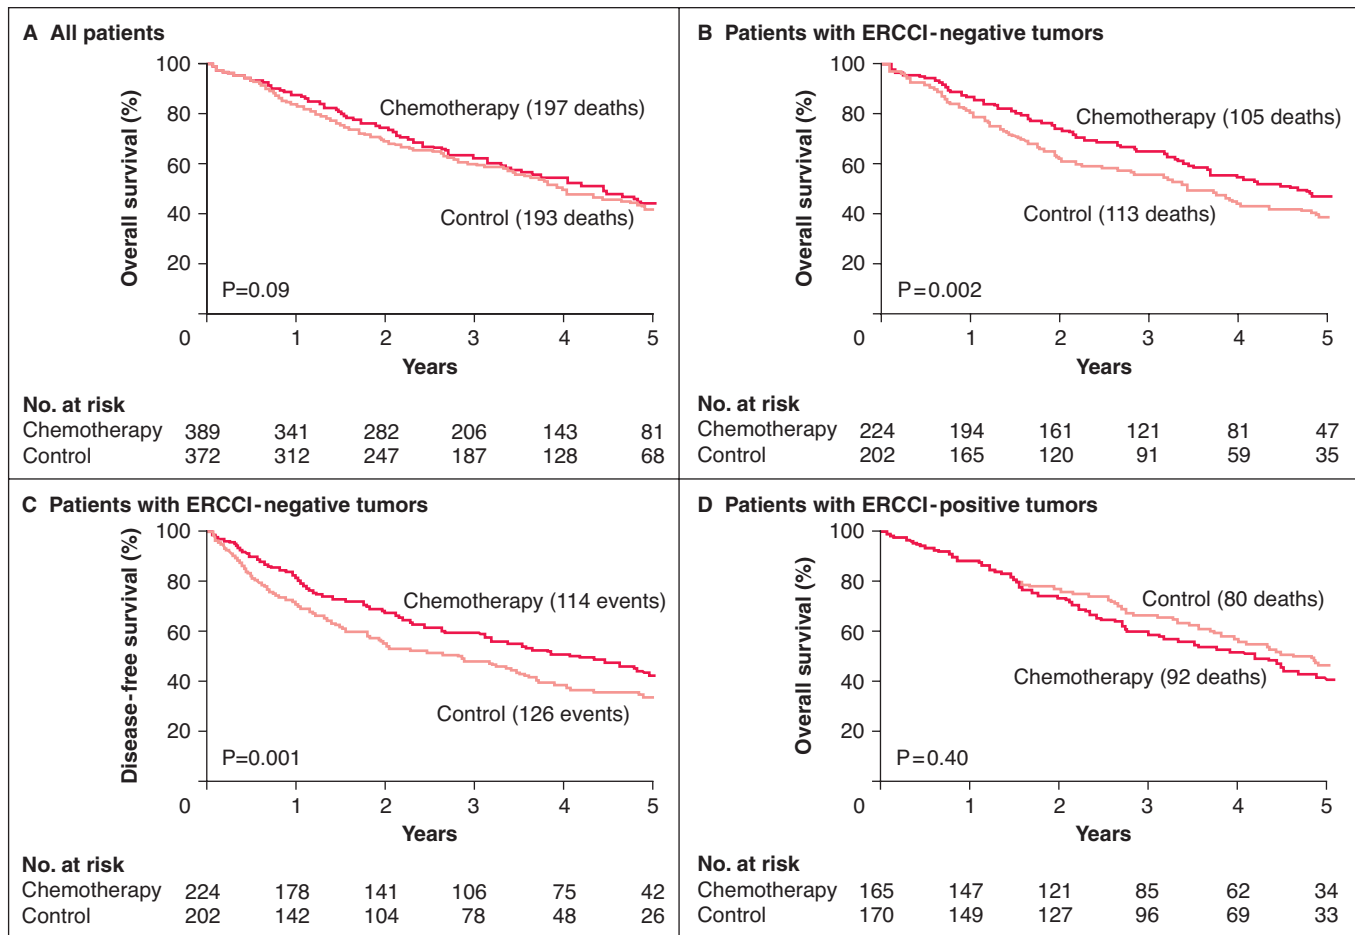 A All patients
Overall survival (%)
100
80
60
40
20
0
Chemotherapy (197 deaths)
Control (193 deaths)
P=0.09
1 2 3 4 5
Years
No. at risk
Chemotherapy 389 341 282 206 143 81
Control 372 312 247 187 128 68
B Patients with ERCCI-negative tumors
Overall survival (%)
100
80
60
40
20
0
Chemotherapy (105 deaths)
Control (113 deaths)
P=0.002
1 2 3 4 5
Years
No. at risk
Chemotherapy 224 194 161 121 81 47
Control 202 165 120 91 59 35
C Patients with ERCCI-negative tumors
Disease-free survival (%)
100
80
60
40
20
0
Chemotherapy (114 events)
Control (126 events)
P=0.001
1 2 3 4 5
Years
No. at risk
Chemotherapy 224 178 141 106 75 42
Control 202 142 104 78 48 26
D Patients with ERCCI-positive tumors
Overall survival (%)
100
80
60
40
20
0
Control (80 deaths)
Chemotherapy (92 deaths)
P=0.40
1 2 3 4 5
Years
No. at risk
Chemotherapy 165 147 121 85 62 34
Control 170 149 127 96 69 33